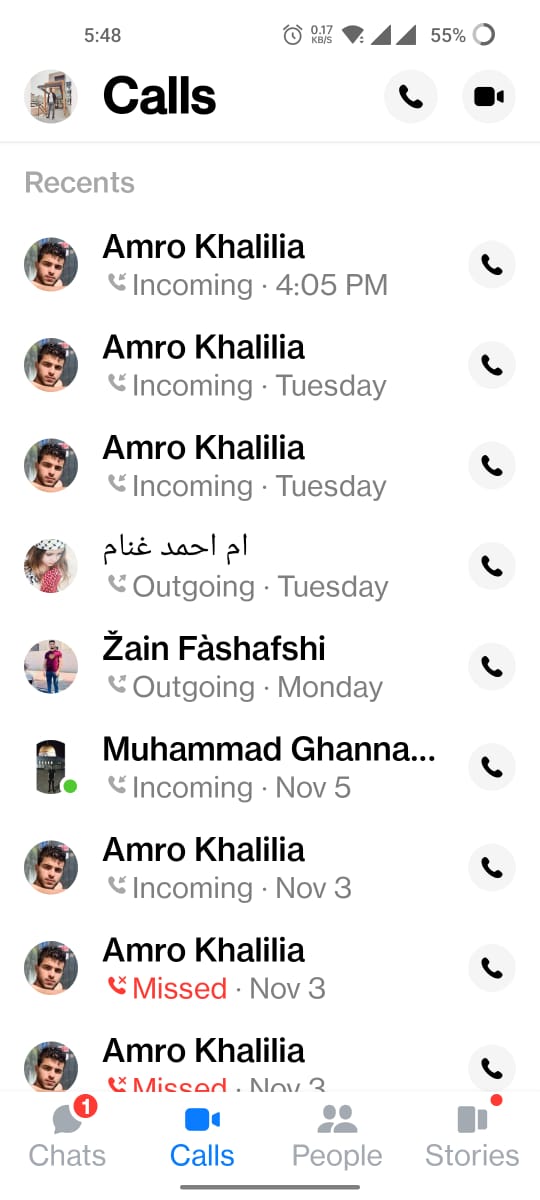 5:48
0.17 KB/S
55%
Calls
Recents
Amro Khalilia
Incoming · 4:05 PM
Amro Khalilia
Incoming · Tuesday
Amro Khalilia
Incoming · Tuesday
ام احمد غنام
Outgoing · Tuesday
Žain Fàshafshi
Outgoing · Monday
Muhammad Ghanna...
Incoming · Nov 5
Amro Khalilia
Incoming · Nov 3
Amro Khalilia
Missed · Nov 3
Amro Khalilia
Missed · Nov 3
1
Chats
Calls
People
Stories